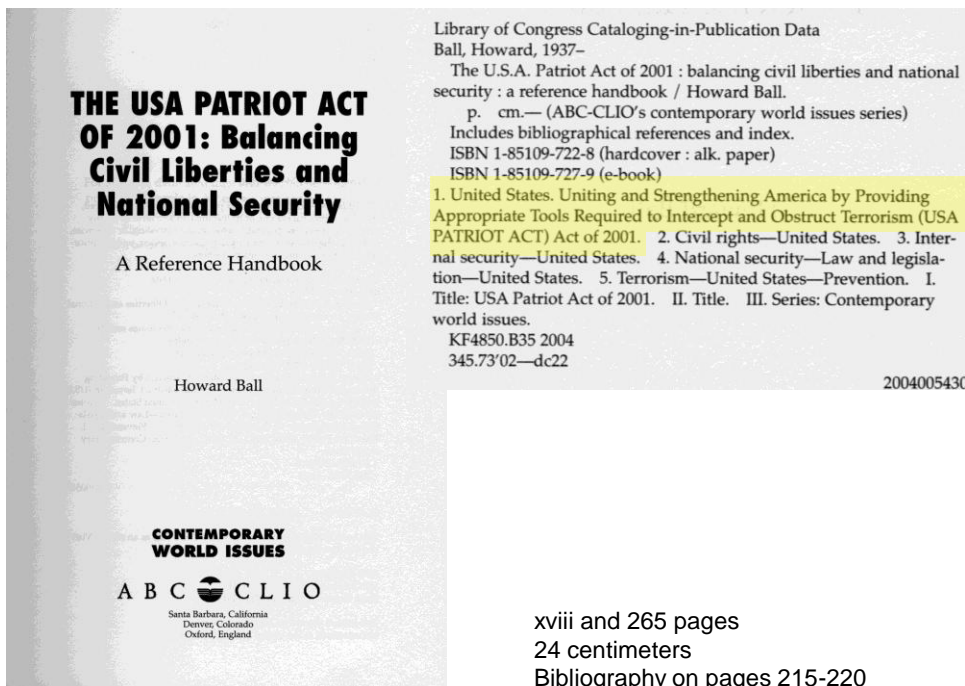 THE USA PATRIOT ACT
OF 2001: Balancing
Civil Liberties and
National Security
A Reference Handbook
Howard Ball
CONTEMPORARY
WORLD ISSUES
ABC CLIO
Santa Barbara, California
Denver, Colorado
Oxford, England
Library of Congress Cataloging-in-Publication Data
Ball, Howard, 1937–
The U.S.A. Patriot Act of 2001 : balancing civil liberties and national
security : a reference handbook / Howard Ball.
p. cm.— (ABC-CLIO's contemporary world issues series)
Includes bibliographical references and index.
ISBN 1-85109-722-8 (hardcover : alk. paper)
ISBN 1-85109-727-9 (e-book)
1. United States. Uniting and Strengthening America by Providing
Appropriate Tools Required to Intercept and Obstruct Terrorism (USA
PATRIOT ACT) Act of 2001. 2. Civil rights—United States. 3. Inter-
nal security—United States. 4. National security—Law and legisla-
tion—United States. 5. Terrorism—United States—Prevention. I.
Title: USA Patriot Act of 2001. II. Title. III. Series: Contemporary
world issues.
KF4850.B35 2004
345.73'02—dc22
2004005430
xviii and 265 pages
24 centimeters
Bibliography on pages 215-220